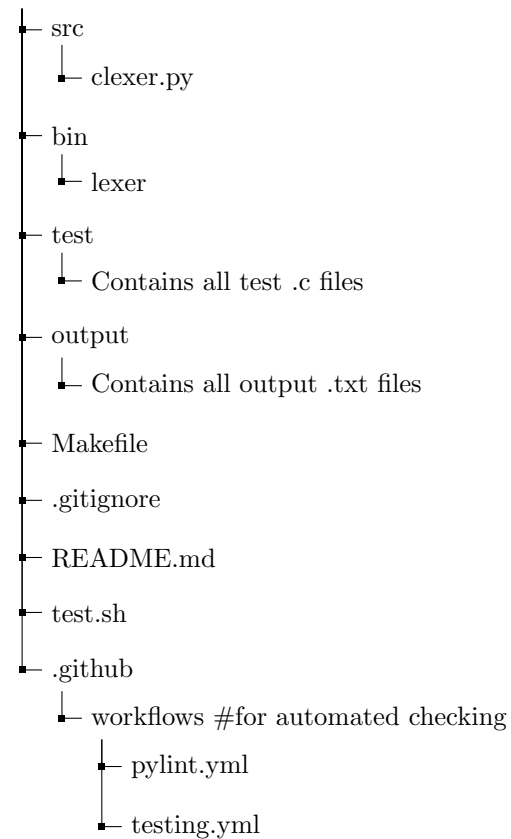 src
clexer.py
bin
lexer
test
Contains all test .c files
output
Contains all output .txt files
Makefile
.gitignore
README.md
test.sh
.github
workflows #for automated checking
pylint.yml
testing.yml